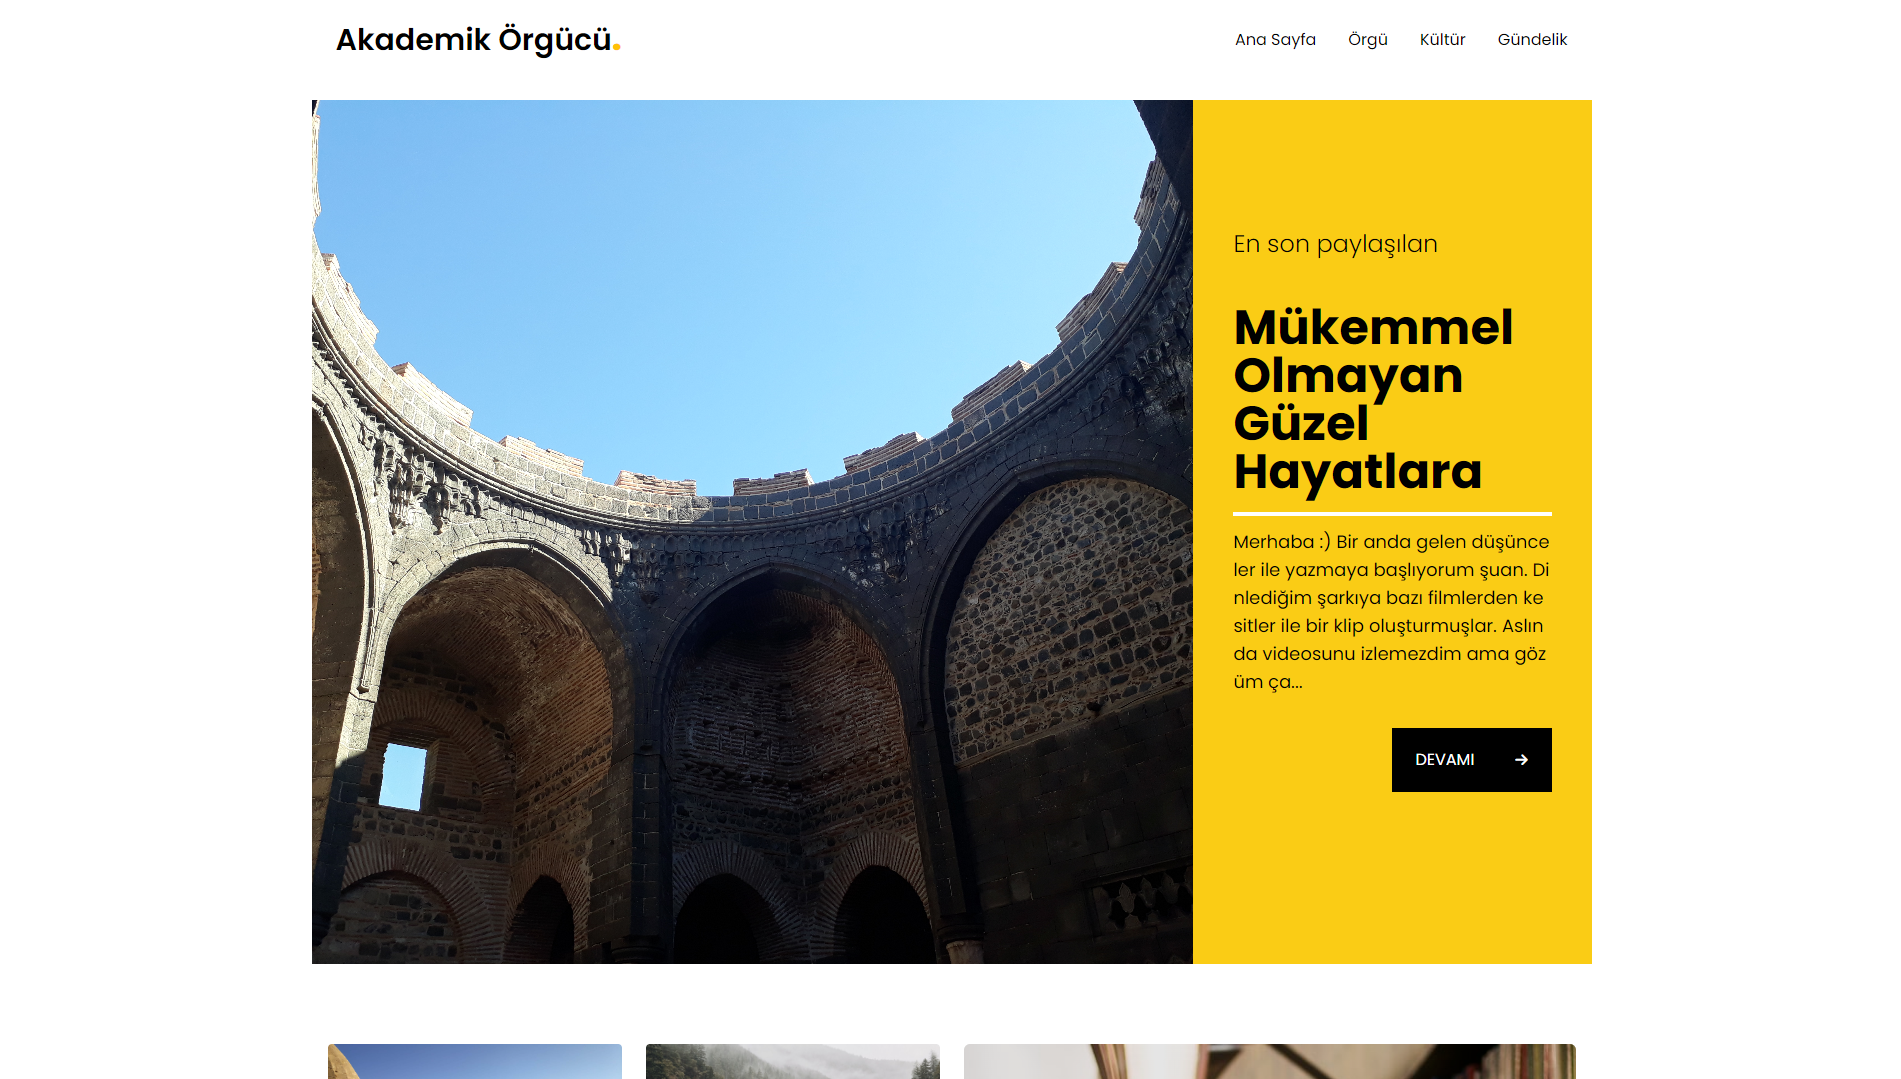 Akademik Örgücü.
Ana Sayfa Örgü Kültür Gündelik
En son paylaşılan
Mükemmel
Olmayan
Güzel
Hayatlara
Merhaba :) Bir anda gelen düşünce
ler ile yazmaya başlıyorum şuan. Di
nlediğim şarkıya bazı filmlerden ke
sitler ile bir klip oluşturmuşlar. Aslın
da videosunu izlemezdim ama göz
üm ça...
DEVAMI